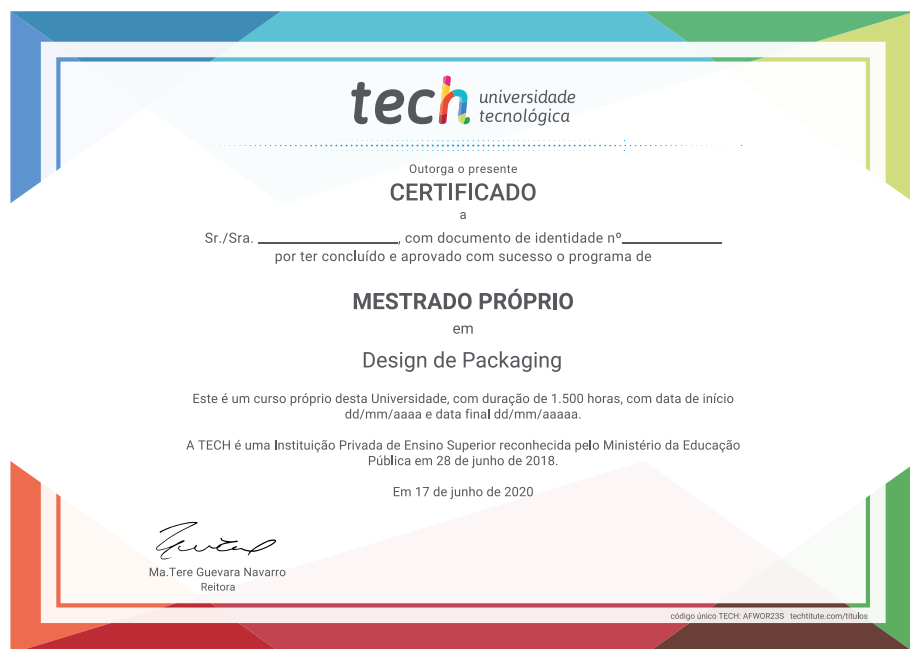 tech universidade
tecnológica
Outorga o presente
CERTIFICADO
a
Sr./Sra. ____________________, com documento de identidade nº______________
por ter concluído e aprovado com sucesso o programa de
MESTRADO PRÓPRIO
em
Design de Packaging
Este é um curso próprio desta Universidade, com duração de 1.500 horas, com data de início
dd/mm/aaaa e data final dd/mm/aaaaa.
A TECH é uma Instituição Privada de Ensino Superior reconhecida pelo Ministério da Educação
Pública em 28 de junho de 2018.
Em 17 de junho de 2020
Ma.Tere Guevara Navarro
Reitora
código único TECH: AFWOR23S techtitute.com/titulos